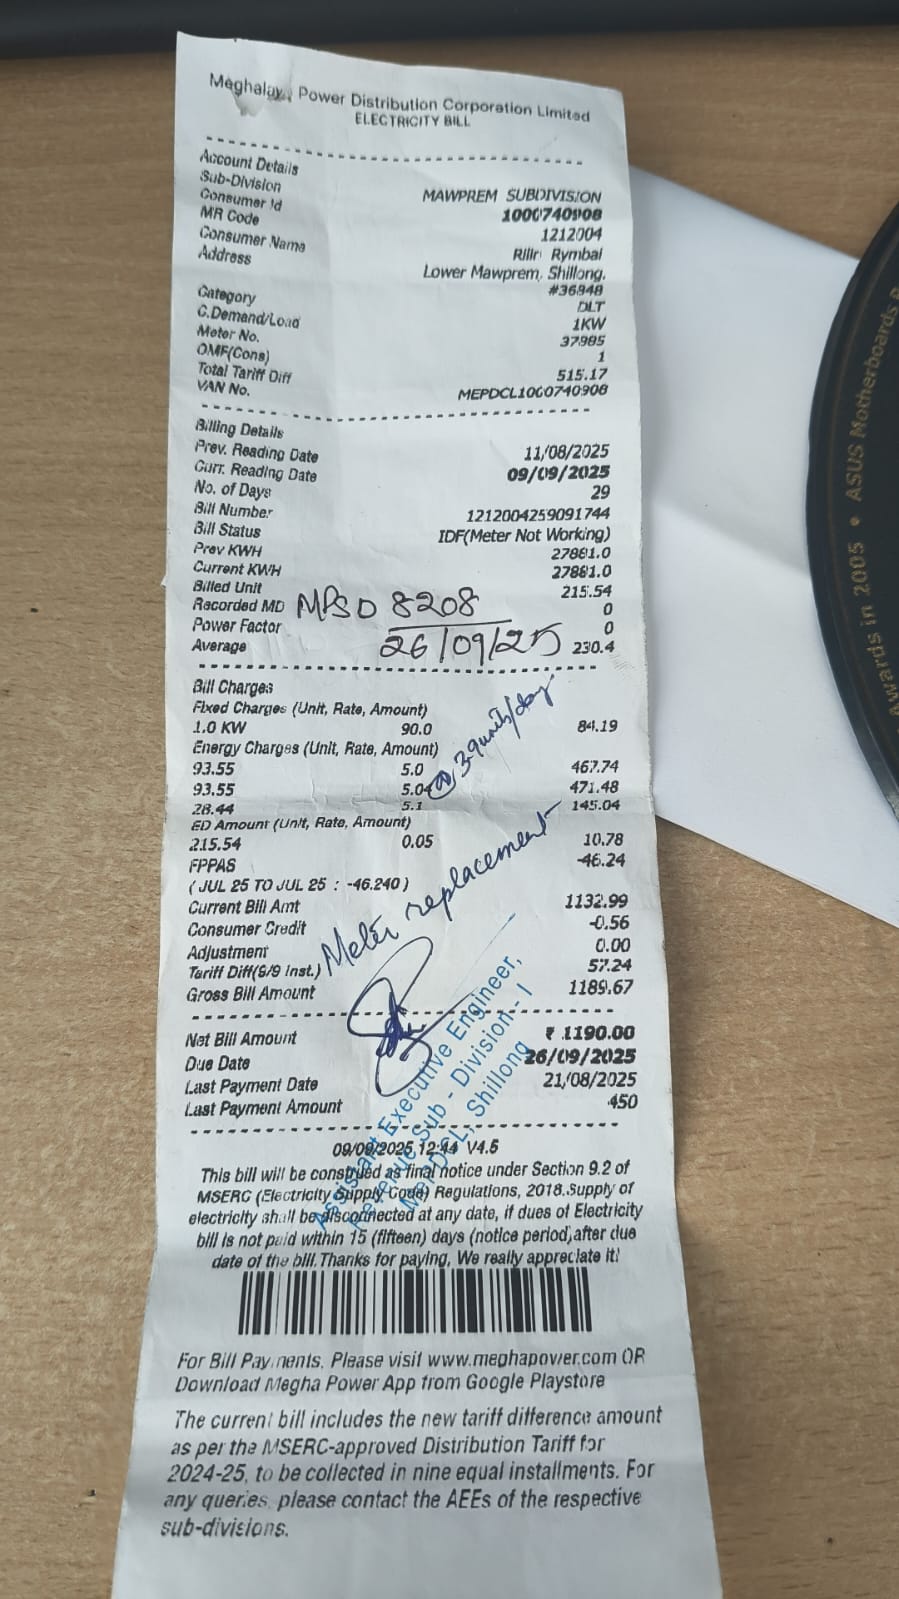 Meghalaya Power Distribution Corporation Limited
ELECTRICITY BILL
Account Details
Sub-Division MAWPREM SUBDIVISION
Consumer Id 1000740908
MR Code 1212004
Consumer Name Rymbai
Address Lower Mawprem, Shillong.
#36848
Category DLT
C.Demand/Load 1KW
Meter No. 37985
OMF(Cons) 1
Total Tariff Diff 515.17
VAN No. MEPDCL1000740908
Billing Details
Prev. Reading Date 11/08/2025
Curr. Reading Date 09/09/2025
No. of Days 29
Bill Number 1212004259091744
Bill Status IDF(Meter Not Working)
Prev KWH 27881.0
Current KWH 27881.0
Billed Unit 215.54
Recorded MD 0
Power Factor 0
Average 230.4
MPSD 8208
26/09/25
Bill Charges
Fixed Charges (Unit, Rate, Amount)
1.0 KW 90.0 84.19
Energy Charges (Unit, Rate, Amount)
93.55 5.0 467.74
93.55 5.04 471.48
28.44 5.1 145.04
@ 3.9units/day
ED Amount (Unit, Rate, Amount)
215.54 0.05 10.78
FPPAS -46.24
( JUL 25 TO JUL 25 : -46.240 )
Current Bill Amt 1132.99
Consumer Credit -0.56
Adjustment 0.00
Tariff Diff(6/9 Inst.) 57.24
Gross Bill Amount 1189.67
Meter replacement
Net Bill Amount ₹ 1190.00
Due Date 26/09/2025
Last Payment Date 21/08/2025
Last Payment Amount 450
Assistant Executive Engineer,
Revenue Sub - Division - I
MePDCL, Shillong
09/09/2025 12:44 V4.5
This bill will be construed as final notice under Section 9.2 of
MSERC (Electricity Supply Code) Regulations, 2018.Supply of
electricity shall be disconnected at any date, if dues of Electricity
bill is not paid within 15 (fifteen) days (notice period)after due
date of the bill.Thanks for paying, We really appreciate it!
For Bill Payments, Please visit www.meghapower.com OR
Download Megha Power App from Google Playstore
The current bill includes the new tariff difference amount
as per the MSERC-approved Distribution Tariff for
2024-25, to be collected in nine equal installments. For
any queries, please contact the AEEs of the respective
sub-divisions.
Awards in 2005 • ASUS Motherboards